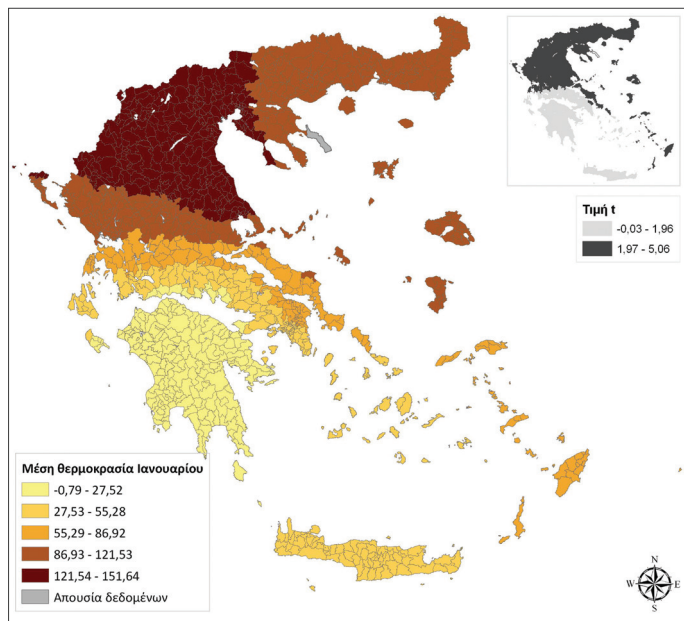 Τιμή t
-0,03 - 1,96
1,97 - 5,06
Μέση θερμοκρασία Ιανουαρίου
-0,79 - 27,52
27,53 - 55,28
55,29 - 86,92
86,93 - 121,53
121,54 - 151,64
Απουσία δεδομένων
N
W E
S